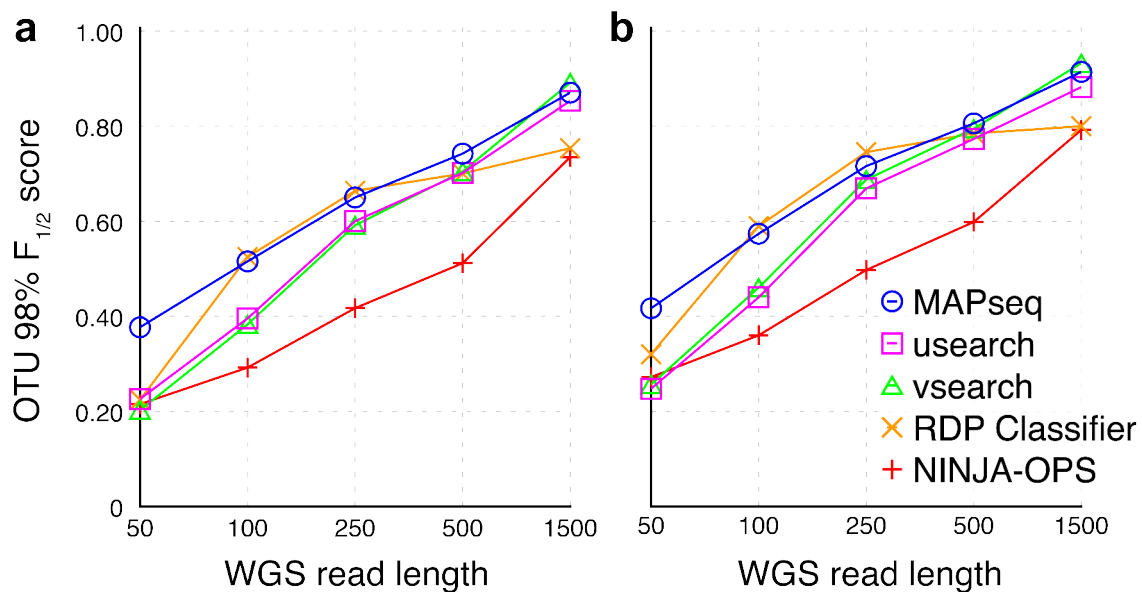 a
b
OTU 98% F1/2 score
1.00
0.80
0.60
0.40
0.20
0
50 100 250 500 1500
WGS read length
50 100 250 500 1500
WGS read length
MAPseq
usearch
vsearch
RDP Classifier
NINJA-OPS